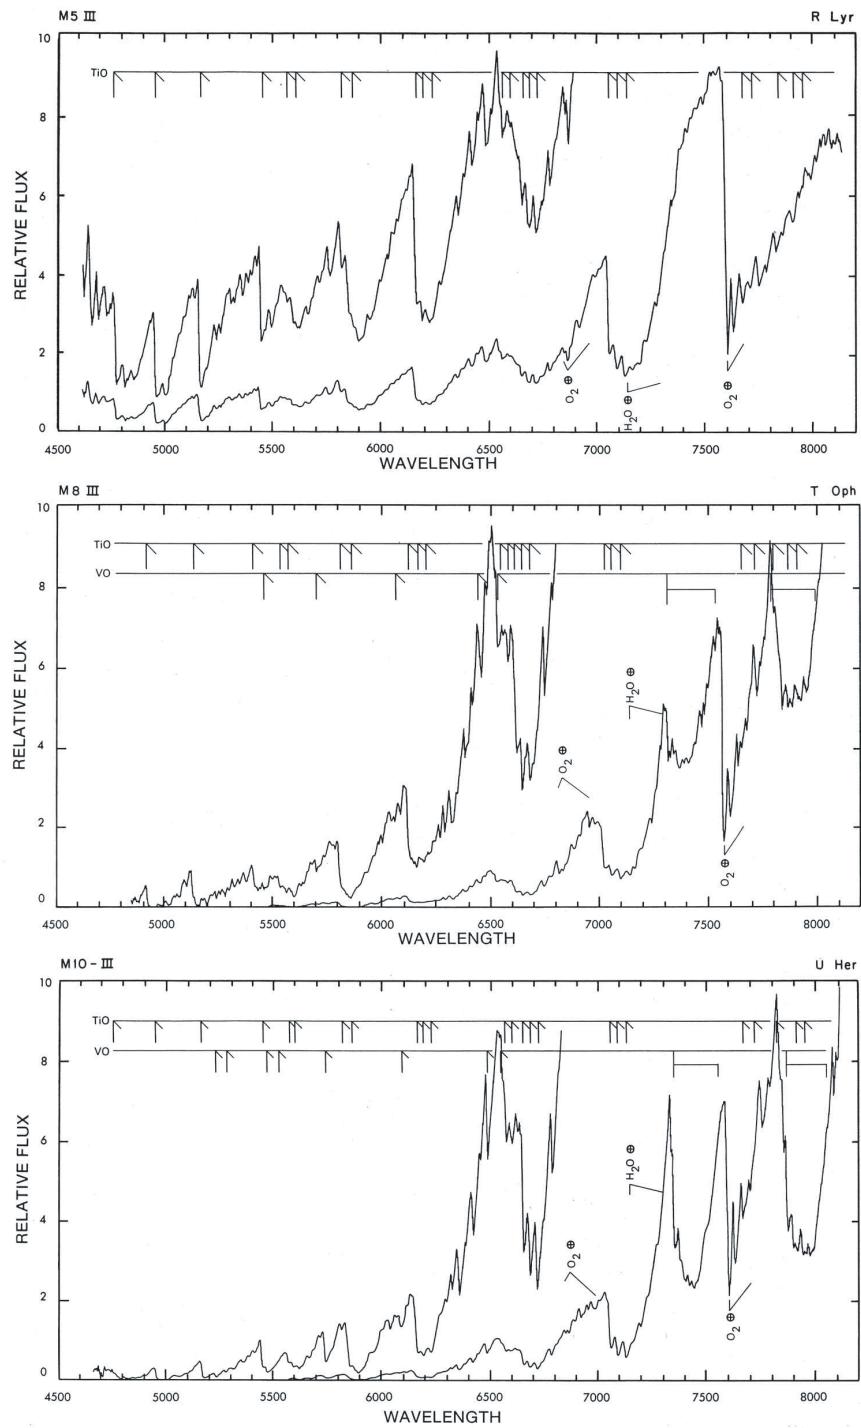 M5 III R Lyr
10
TiO
8
6
RELATIVE FLUX
4
2
⊕ O2
H2O ⊕
⊕ O2
0
4500 5000 5500 6000 6500 7000 7500 8000
WAVELENGTH
M8 III T Oph
10
TiO
VO
8
6
RELATIVE FLUX
H2O ⊕
4
O2 ⊕
2
⊕ O2
0
4500 5000 5500 6000 6500 7000 7500 8000
WAVELENGTH
M10-III U Her
10
TiO
VO
8
6
RELATIVE FLUX
H2O ⊕
4
O2 ⊕
2
⊕ O2
0
4500 5000 5500 6000 6500 7000 7500 8000
WAVELENGTH